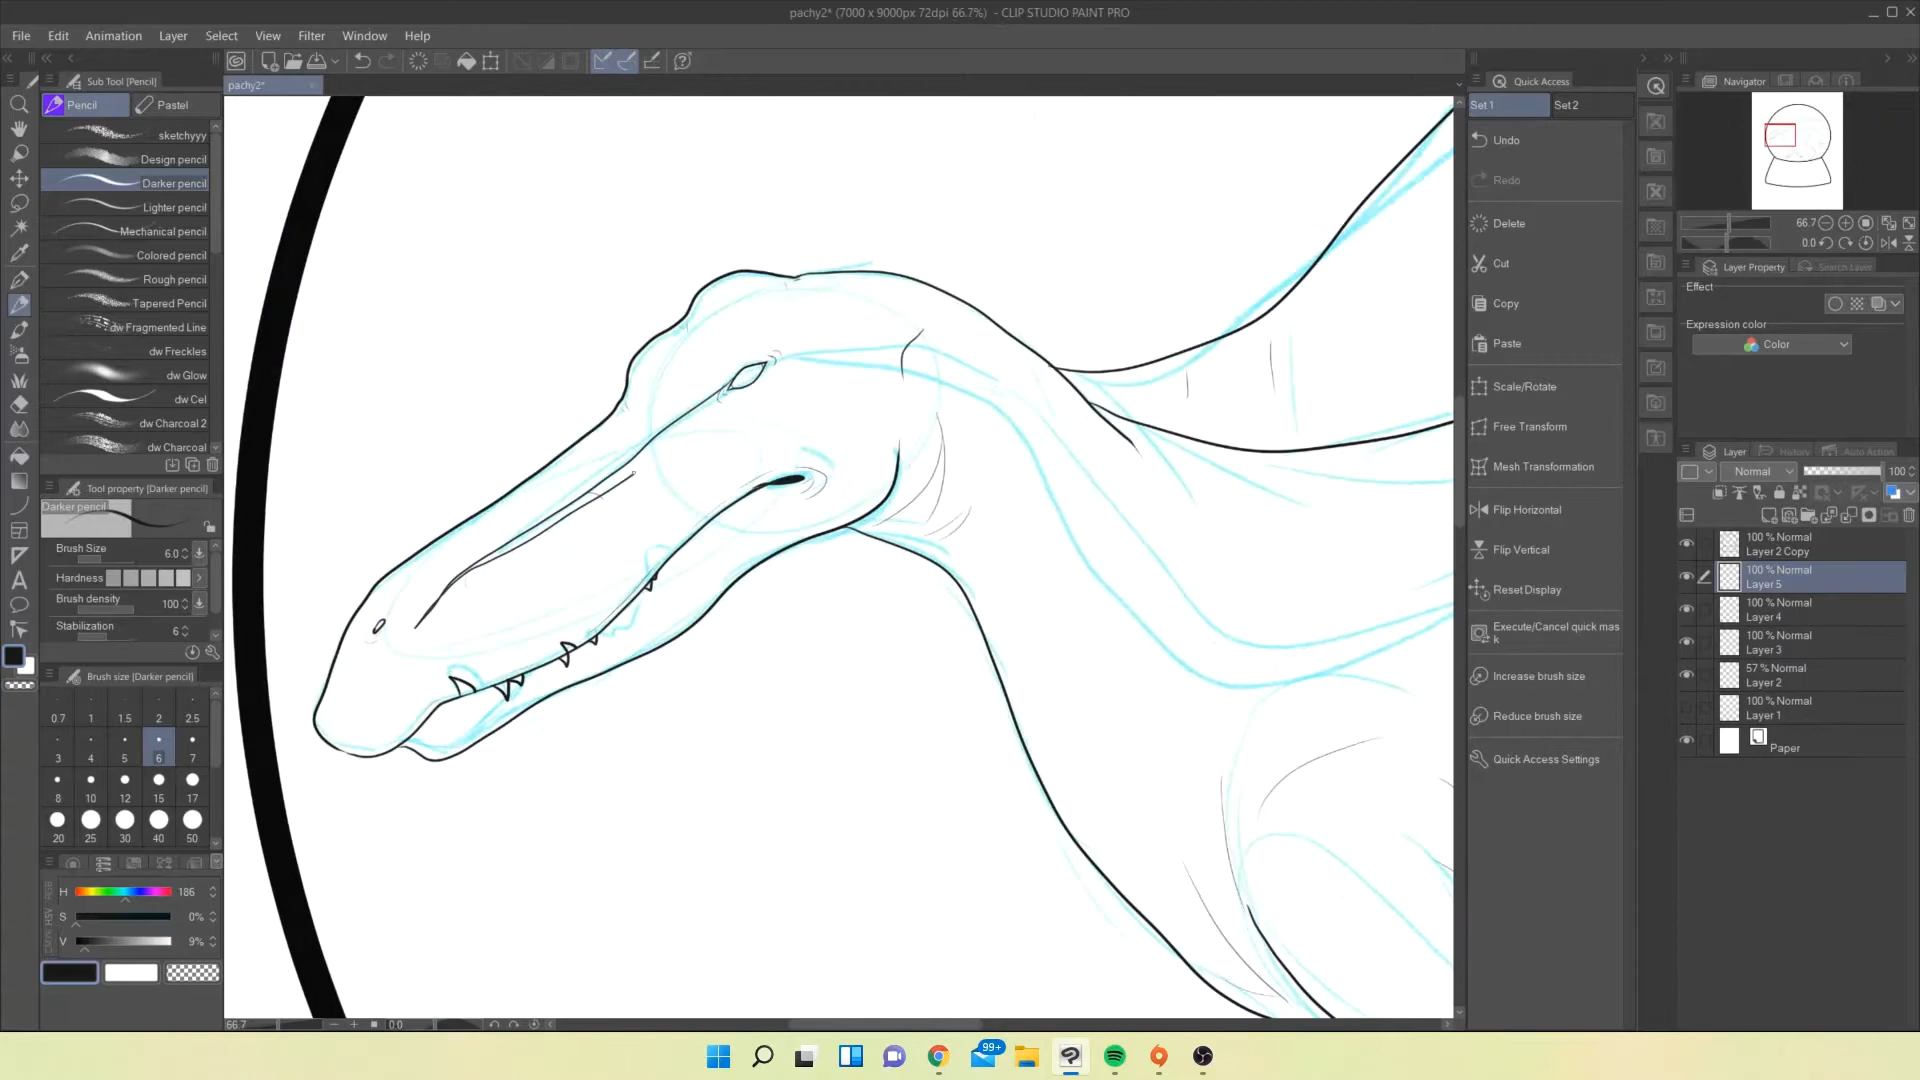 pachy2* (7000 x 9000px 72dpi 66.7%) - CLIP STUDIO PAINT PRO
File Edit Animation Layer Select View Filter Window Help
Sub Tool [Pencil]
pachy2*
Pencil Pastel
sketchyyy
Design pencil
Darker pencil
Lighter pencil
Mechanical pencil
Colored pencil
Rough pencil
Tapered Pencil
dw Fragmented Line
dw Freckles
dw Glow
dw Cel
dw Charcoal 2
dw Charcoal
Tool property [Darker pencil]
Darker pencil
Brush Size 6.0
Hardness
Brush density 100
Stabilization 6
Brush size [Darker pencil]
0.7 1 1.5 2 2.5
3 4 5 6 7
8 10 12 15 17
20 25 30 40 50
H 186
S 0%
V 9%
RGB
HSV
CMYK
66.7 0.0
Quick Access
Set 1 Set 2
Undo
Redo
Delete
Cut
Copy
Paste
Scale/Rotate
Free Transform
Mesh Transformation
Flip Horizontal
Flip Vertical
Reset Display
Execute/Cancel quick mas
k
Increase brush size
Reduce brush size
Quick Access Settings
Navigator
66.7
0.0
Layer Property Search Layer
Effect
Expression color
Color
Layer History Auto Action
Normal 100
100 % Normal
Layer 2 Copy
100 % Normal
Layer 5
100 % Normal
Layer 4
100 % Normal
Layer 3
57 % Normal
Layer 2
100 % Normal
Layer 1
Paper
99+